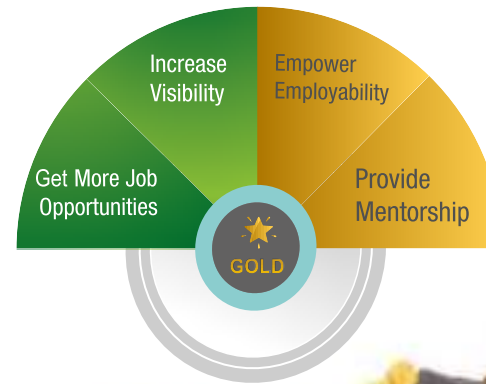 Increase
Visibility
Empower
Employability
Get More Job
Opportunities
Provide
Mentorship
GOLD